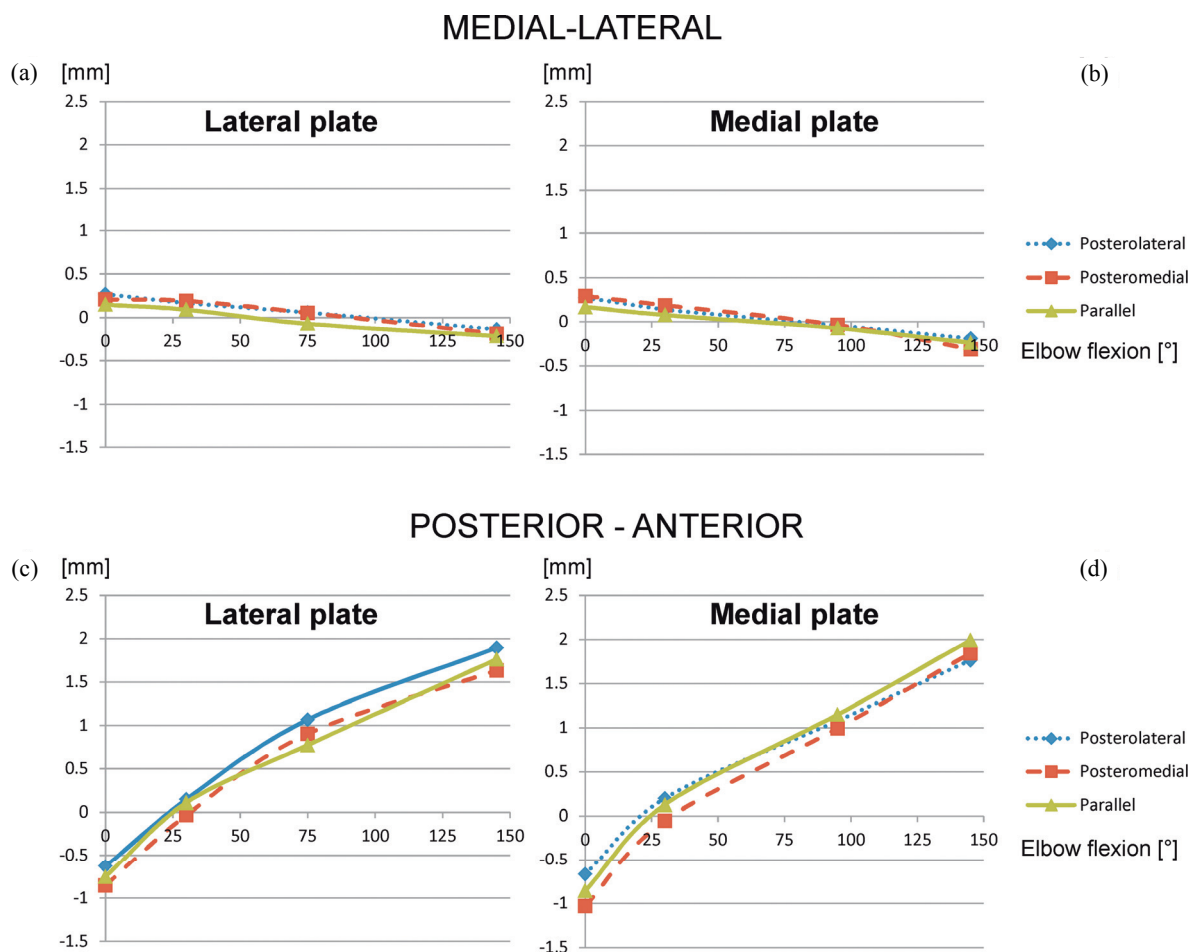 MEDIAL-LATERAL
(a) [mm] [mm] (b)
Lateral plate Medial plate
2.5 2.5
2 2
1.5 1.5
1 1
0.5 0.5
0 0
0 25 50 75 100 125 150 0 25 50 75 100 125 150
-0.5 -0.5
-1 -1
-1.5 -1.5
Posterolateral
Posteromedial
Parallel
Elbow flexion [°]
POSTERIOR - ANTERIOR
(c) [mm] [mm] (d)
Lateral plate Medial plate
2.5 2.5
2 2
1.5 1.5
1 1
0.5 0.5
0 0
0 25 50 75 100 125 150 0 25 50 75 100 125 150
-0.5 -0.5
-1 -1
-1.5 -1.5
Posterolateral
Posteromedial
Parallel
Elbow flexion [°]